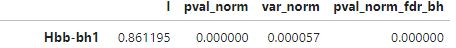 I pval_norm var_norm pval_norm_fdr_bh
Hbb-bh1 0.861195 0.000000 0.000057 0.000000